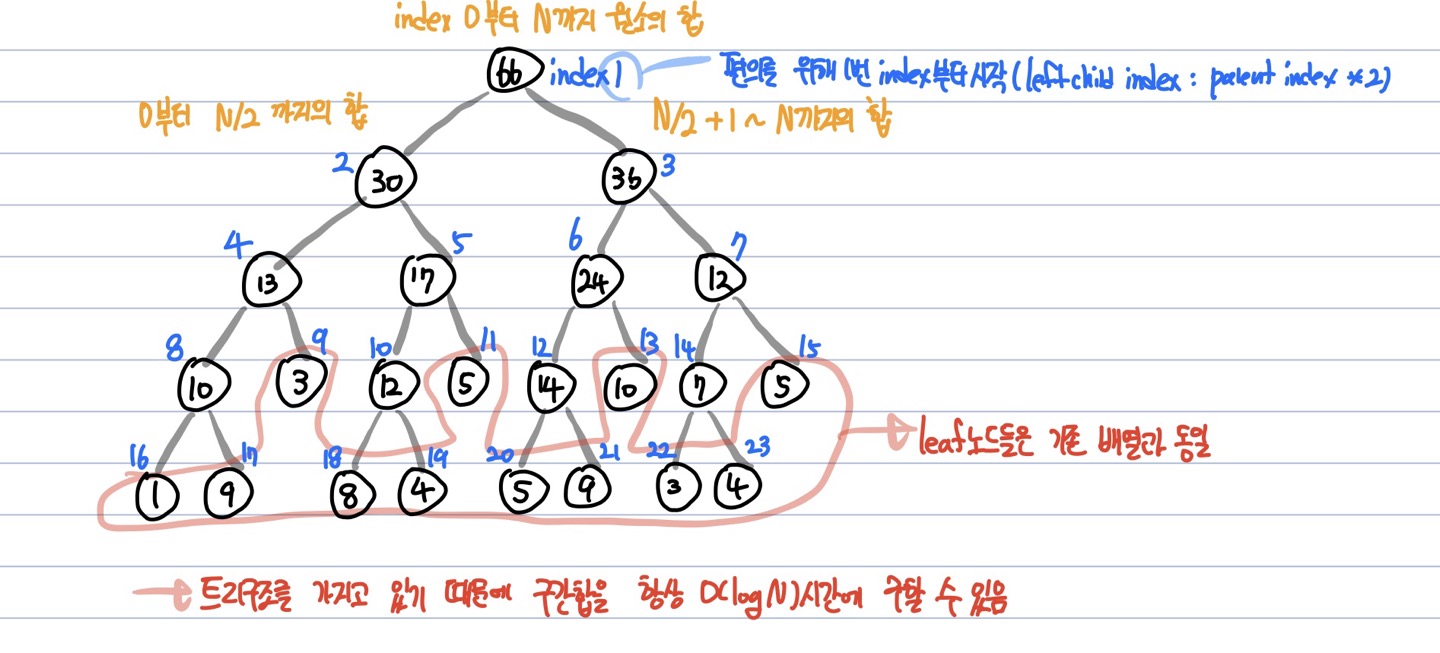 index 0부터 N까지 원소의 합
66 index 1 편의를 위해 1번 index부터 시작 (left child index : parent index *2)
0부터 N/2 까지의 합 N/2 +1 ~ N까지의 합
2 30 36 3
4 5 6 7
13 17 24 12
8 9 10 11 12 13 14 15
10 3 12 5 14 10 7 5
leaf노드들은 기존 배열과 동일
16 17 18 19 20 21 22 23
1 9 8 4 5 9 3 4
트리구조를 가지고 있기 때문에 구간합을 항상 O(logN)시간에 구할 수 있음